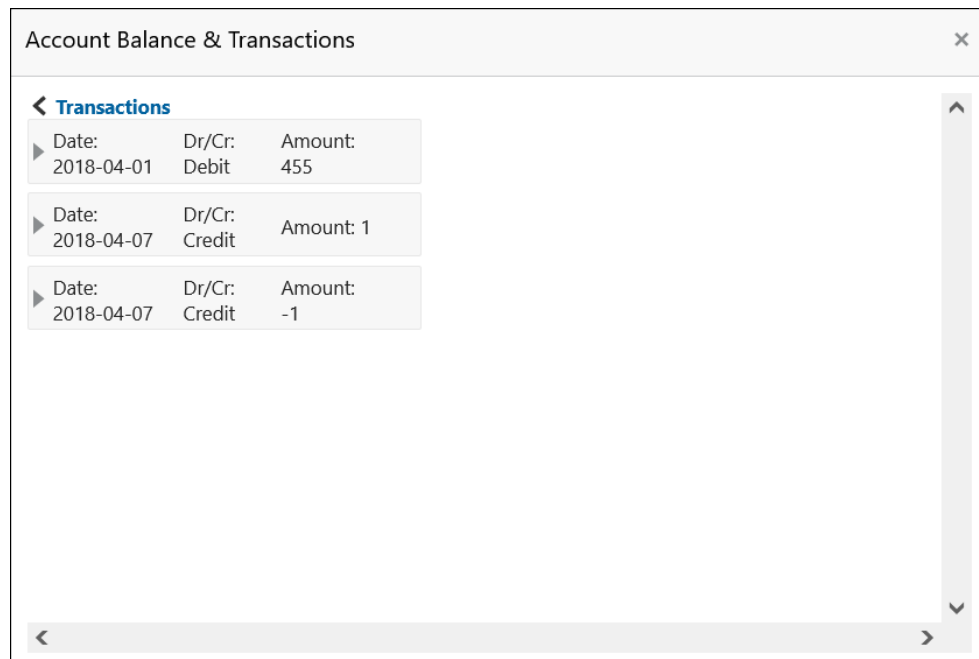 Account Balance & Transactions
Transactions
Date: Dr/Cr: Amount:
2018-04-01 Debit 455
Date: Dr/Cr:
Amount: 1
2018-04-07 Credit
Date: Dr/Cr: Amount:
2018-04-07 Credit -1